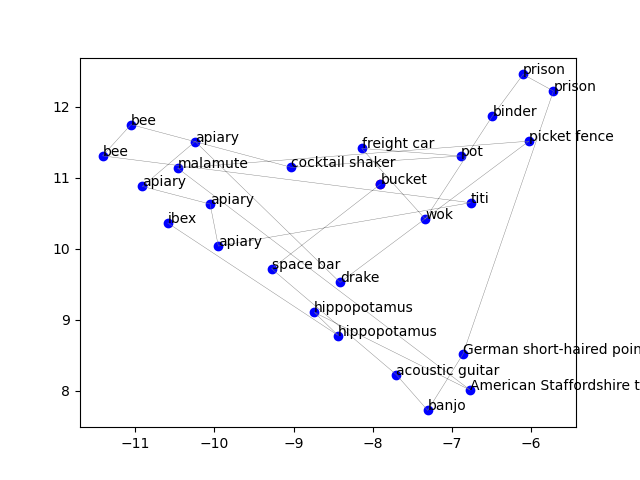 prison
prison
12
binder
bee
picket fence
apiary
freight car
bee
pot
malamute
cocktail shaker
11
apiary
bucket
apiary
titi
ibex
wok
apiary
10
space bar
drake
hippopotamus
9
hippopotamus
German short-haired poin
acoustic guitar
American Staffordshire t
8
banjo
−11 −10 −9 −8 −7 −6